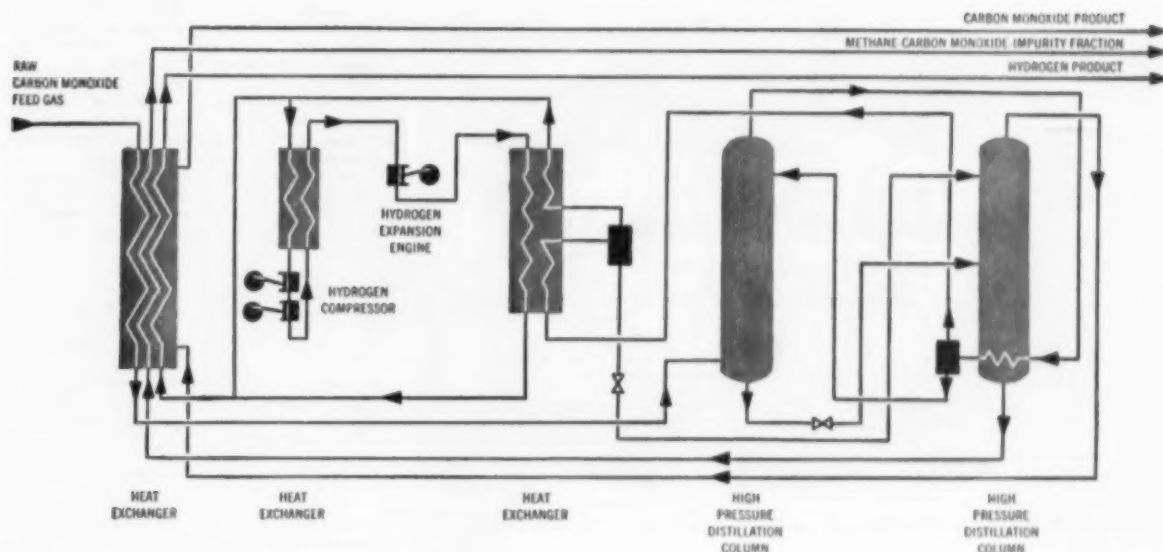 CARBON MONOXIDE PRODUCT
METHANE-CARBON MONOXIDE-IMPURITY FRACTION
HYDROGEN PRODUCT
RAW
CARBON MONOXIDE
FEED GAS
HYDROGEN
EXPANSION
ENGINE
HYDROGEN
COMPRESSOR
HEAT
EXCHANGER
HEAT
EXCHANGER
HEAT
EXCHANGER
HIGH
PRESSURE
DISTILLATION
COLUMN
HIGH
PRESSURE
DISTILLATION
COLUMN